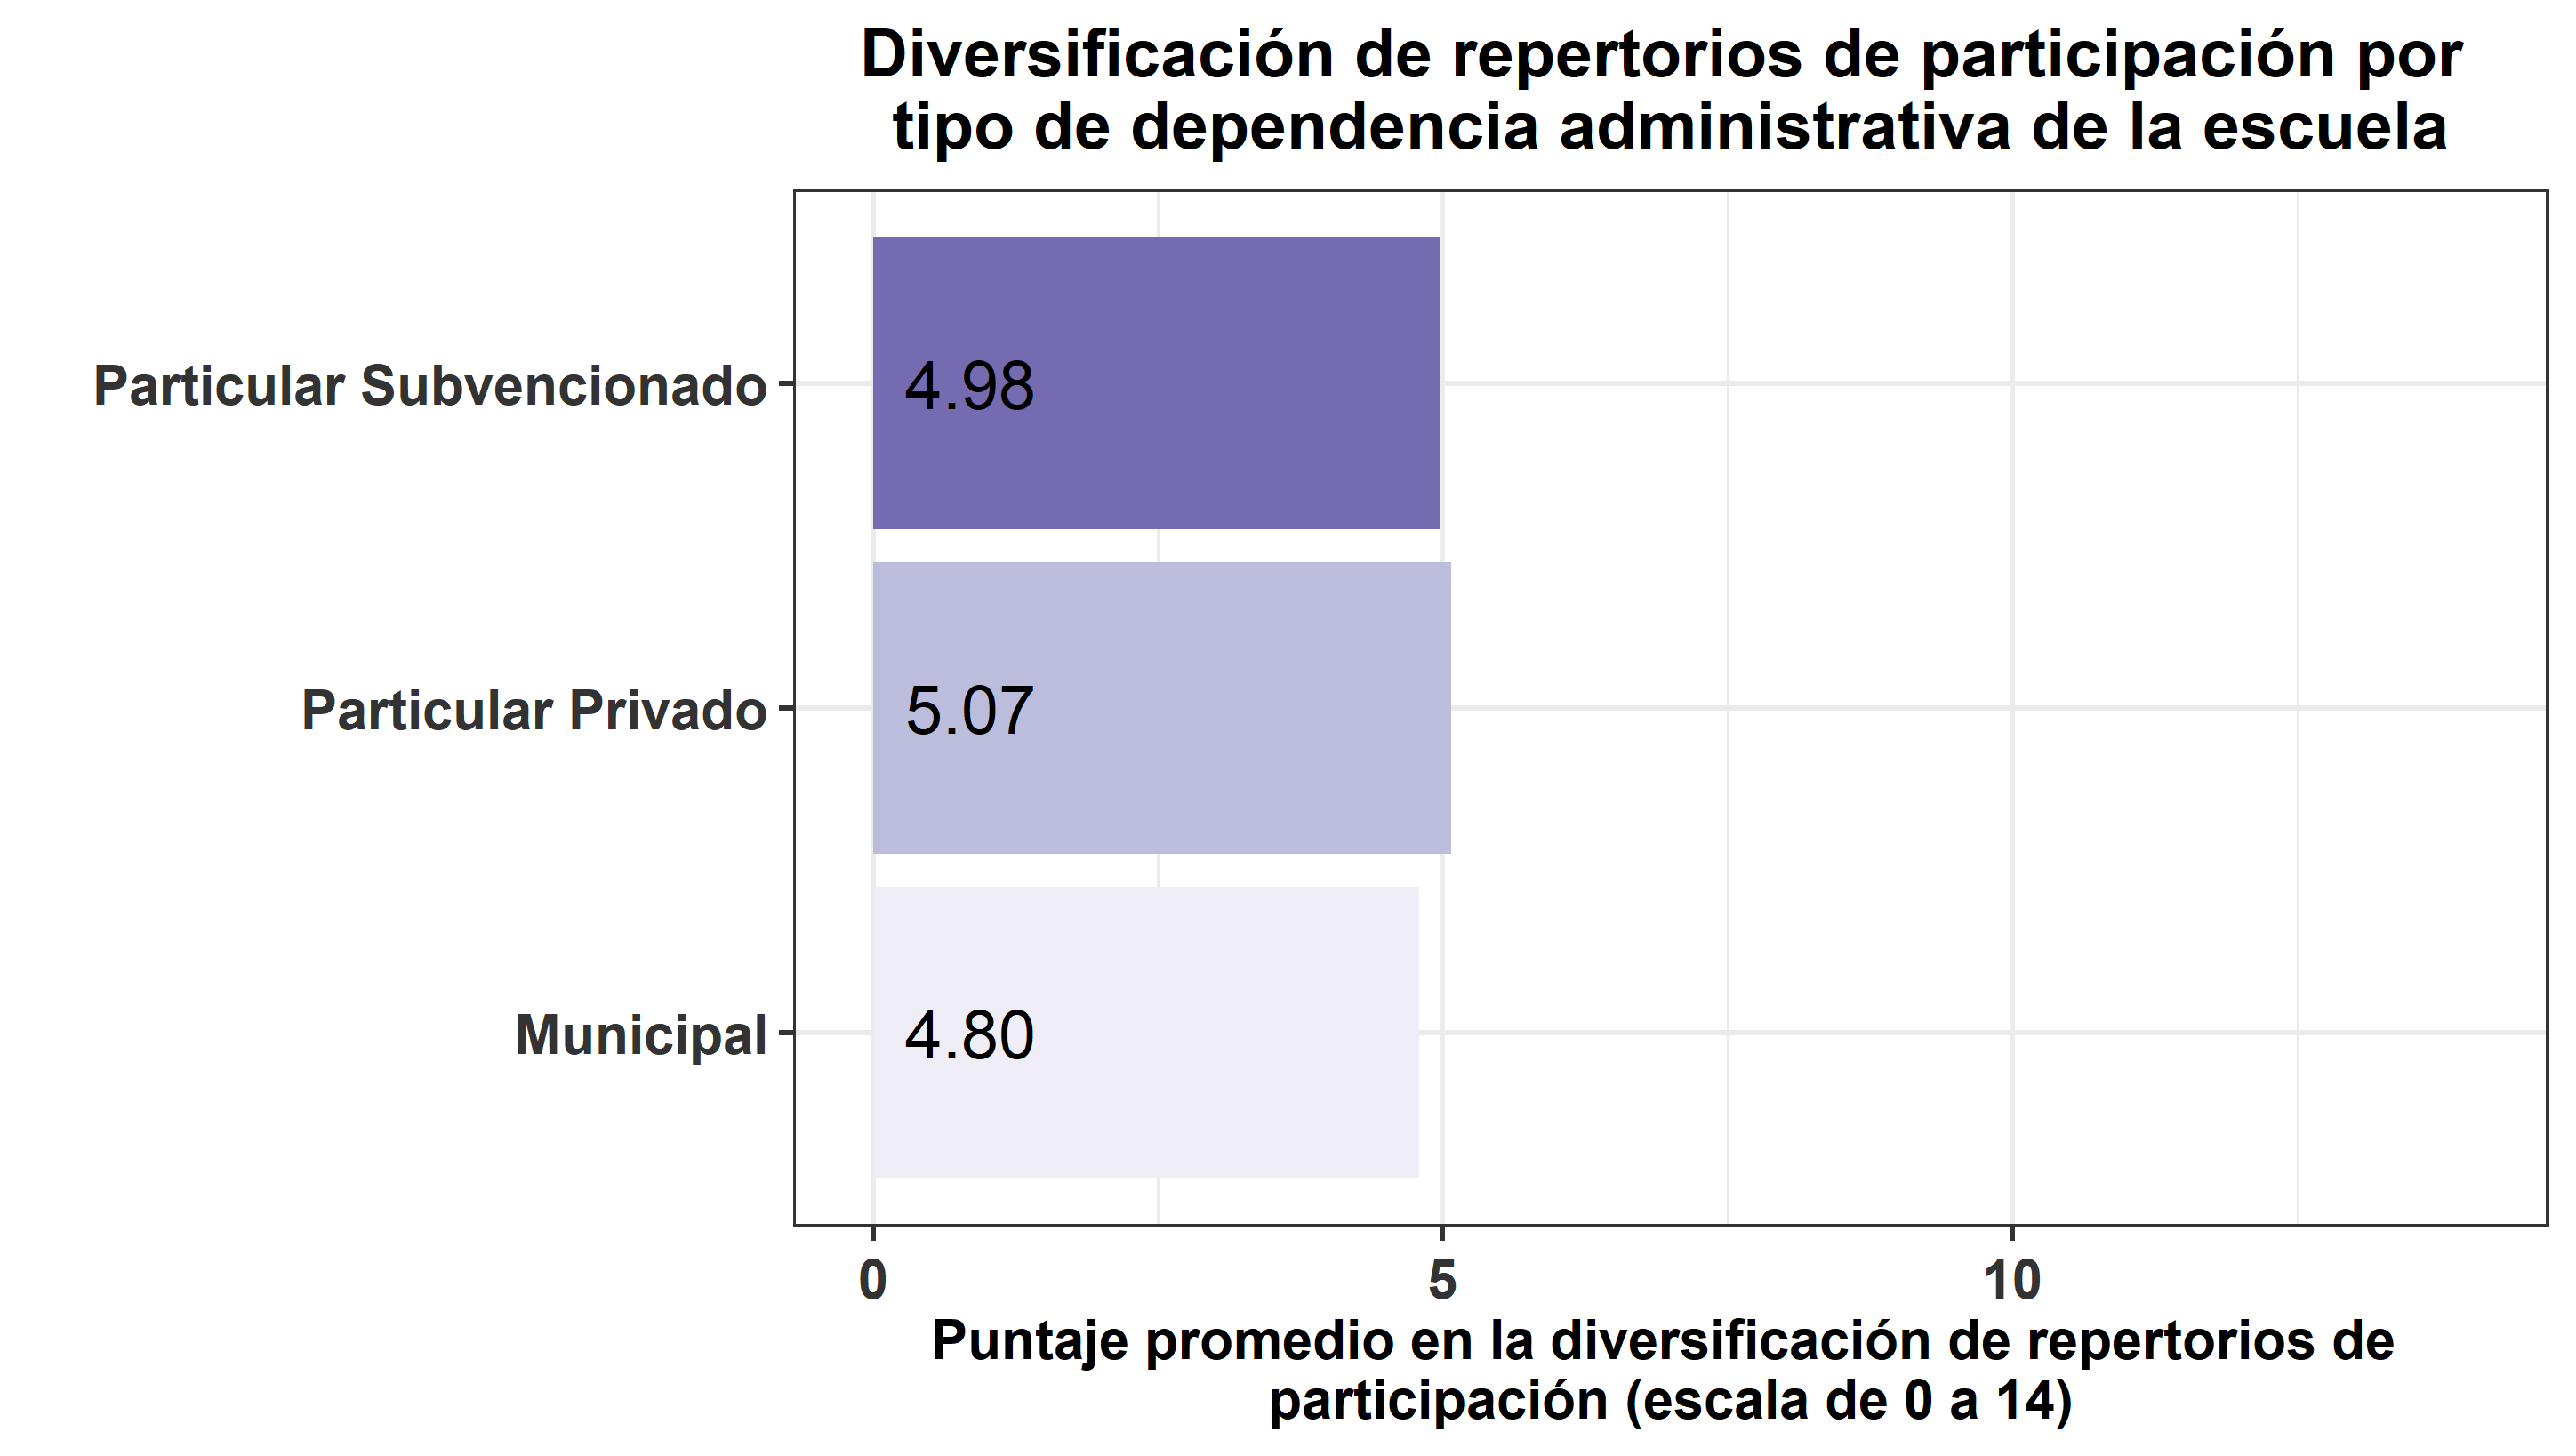 Diversificación de repertorios de participación por
tipo de dependencia administrativa de la escuela
Particular Subvencionado
4.98
Particular Privado
5.07
Municipal
4.80
0 5 10
Puntaje promedio en la diversificación de repertorios de
participación (escala de 0 a 14)